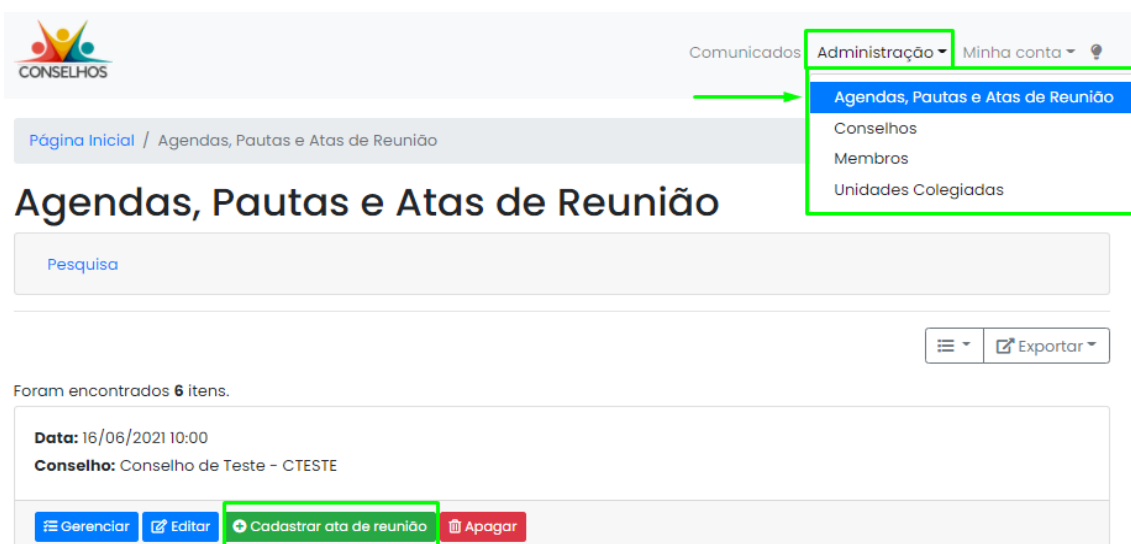 CONSELHOS
Comunicados Administração Minha conta
Agendas, Pautas e Atas de Reunião
Conselhos
Membros
Unidades Colegiadas
Página Inicial / Agendas, Pautas e Atas de Reunião
Agendas, Pautas e Atas de Reunião
Pesquisa
Exportar
Foram encontrados 6 itens.
Data: 16/06/2021 10:00
Conselho: Conselho de Teste - CTESTE
Gerenciar Editar Cadastrar ata de reunião Apagar